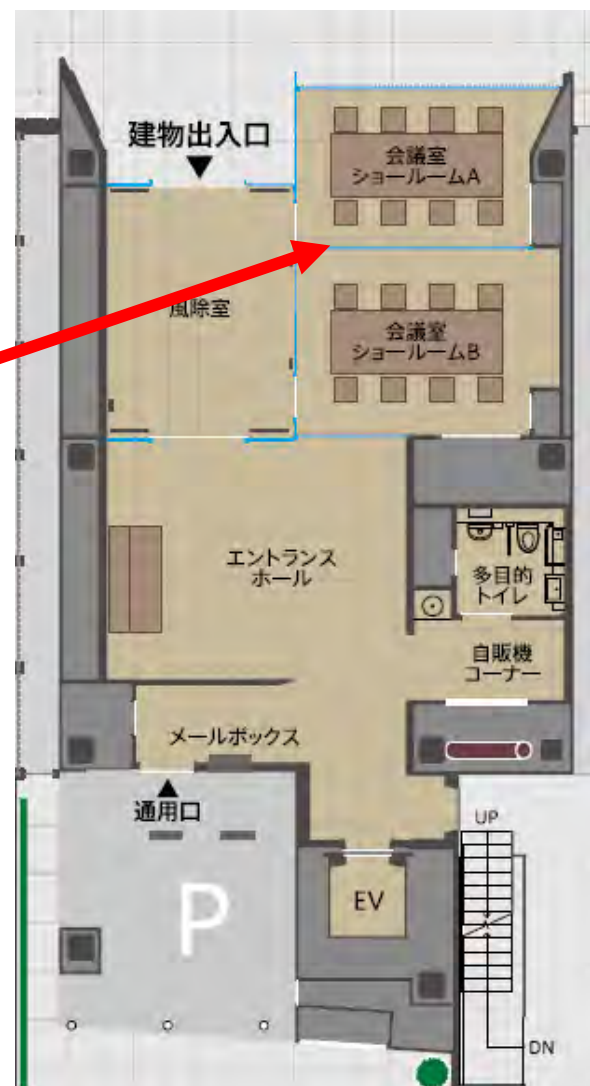 建物出入口
会議室
ショールームA
風除室
会議室
ショールームB
エントランス
ホール
多目的
トイレ
自販機
コーナー
メールボックス
通用口
UP
P
EV
DN